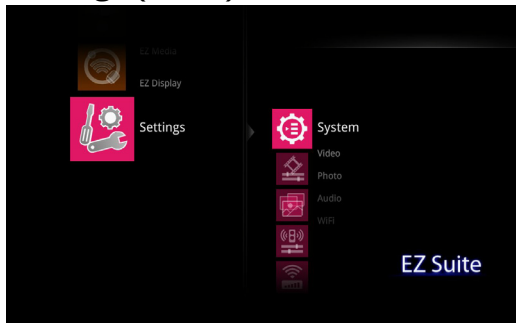 EZ Media
EZ Display
Settings
System
Video
Photo
Audio
WiFi
EZ Suite